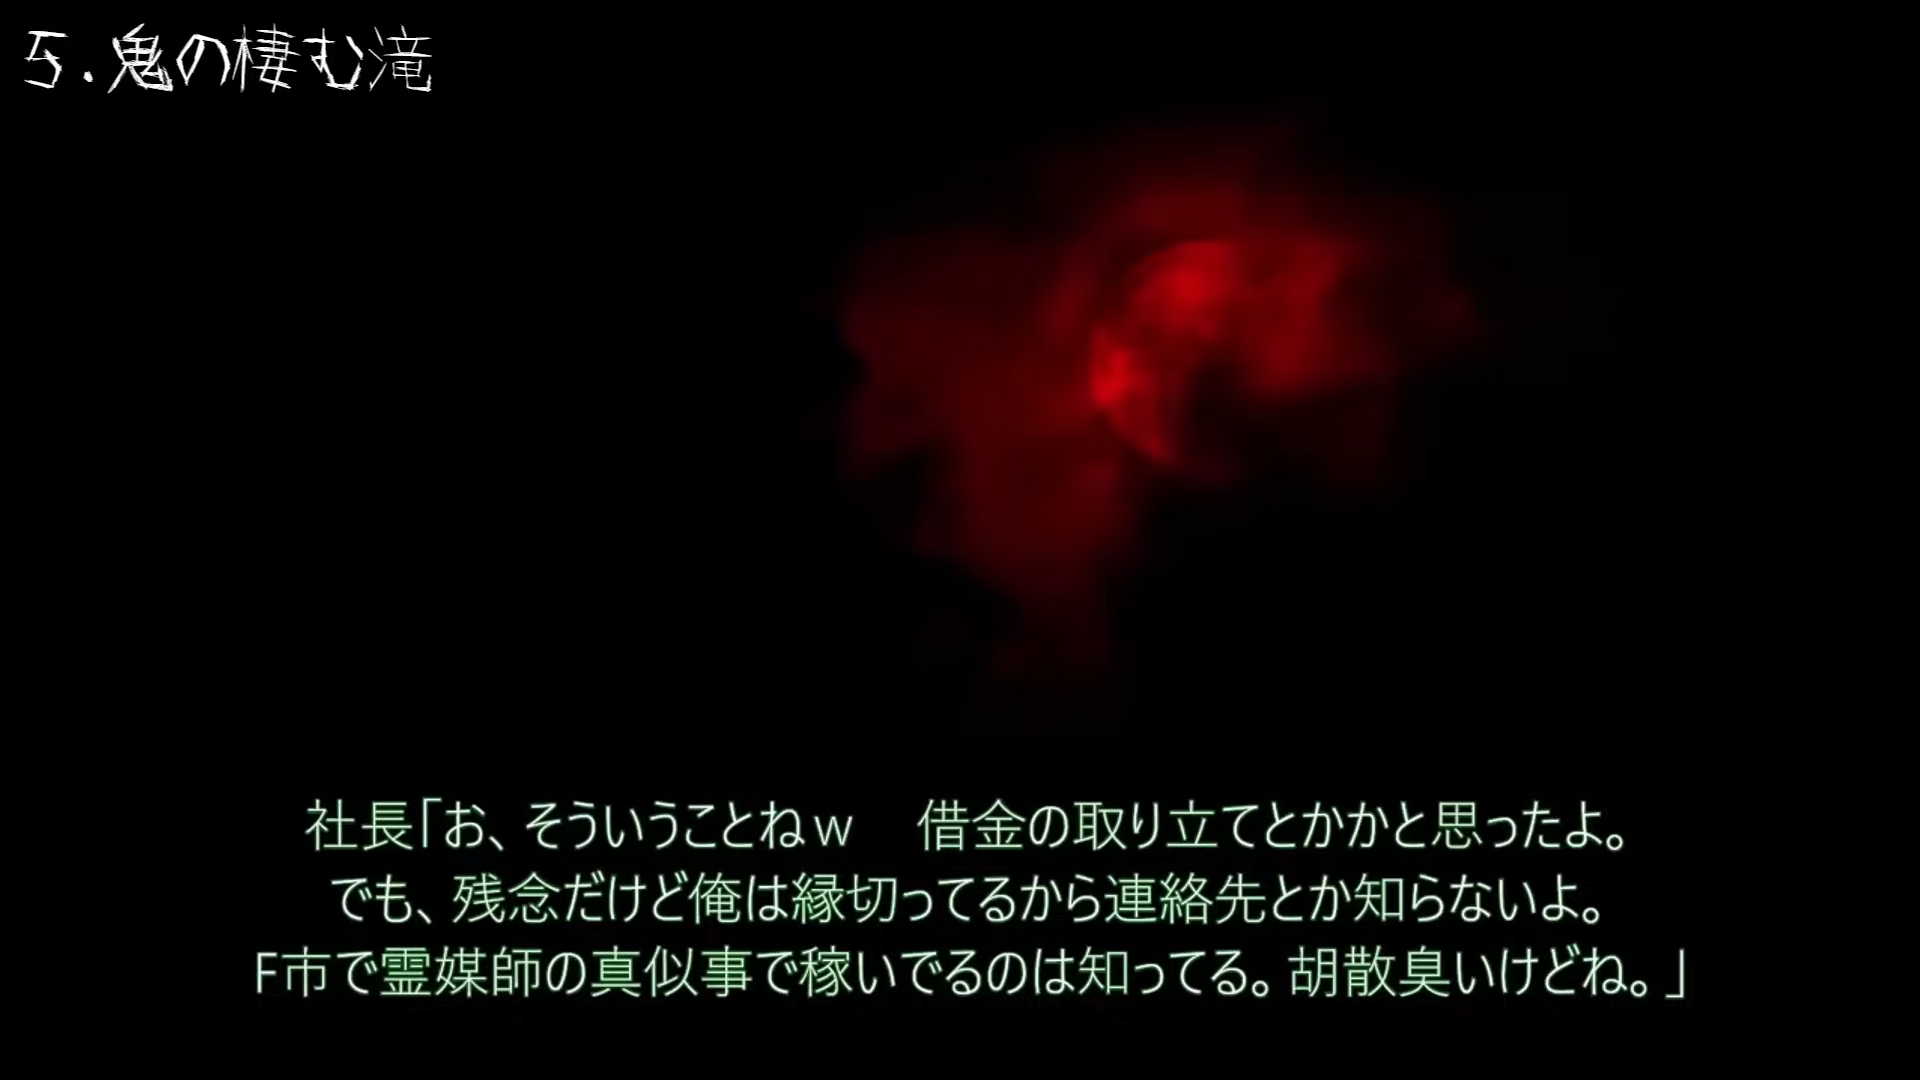 5.鬼の棲む滝
社長「お、そういうことねｗ　借金の取り立てとかかと思ったよ。
でも、残念だけど俺は縁切ってるから連絡先とか知らないよ。
F市で霊媒師の真似事で稼いでるのは知ってる。胡散臭いけどね。」